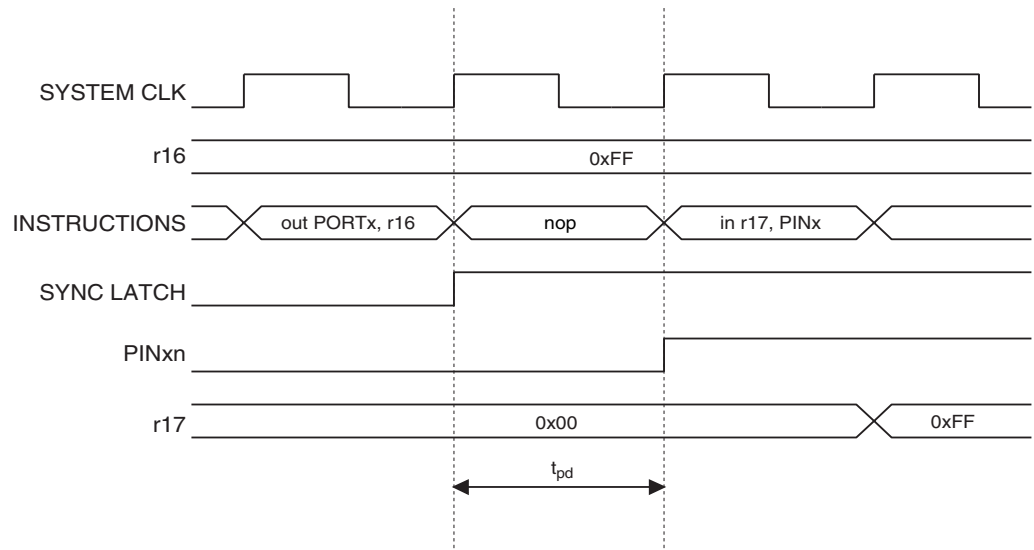 SYSTEM CLK
r16
0xFF
INSTRUCTIONS
out PORTx, r16
nop
in r17, PINx
SYNC LATCH
PINxn
r17
0x00
0xFF
tpd